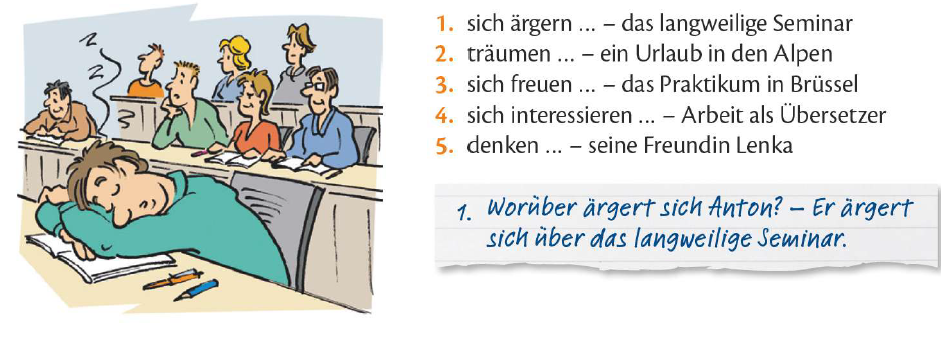 1. sich ärgern ... – das langweilige Seminar
2. träumen ... – ein Urlaub in den Alpen
3. sich freuen ... – das Praktikum in Brüssel
4. sich interessieren ... – Arbeit als Übersetzer
5. denken ... – seine Freundin Lenka
1. Worüber ärgert sich Anton? – Er ärgert
sich über das langweilige Seminar.